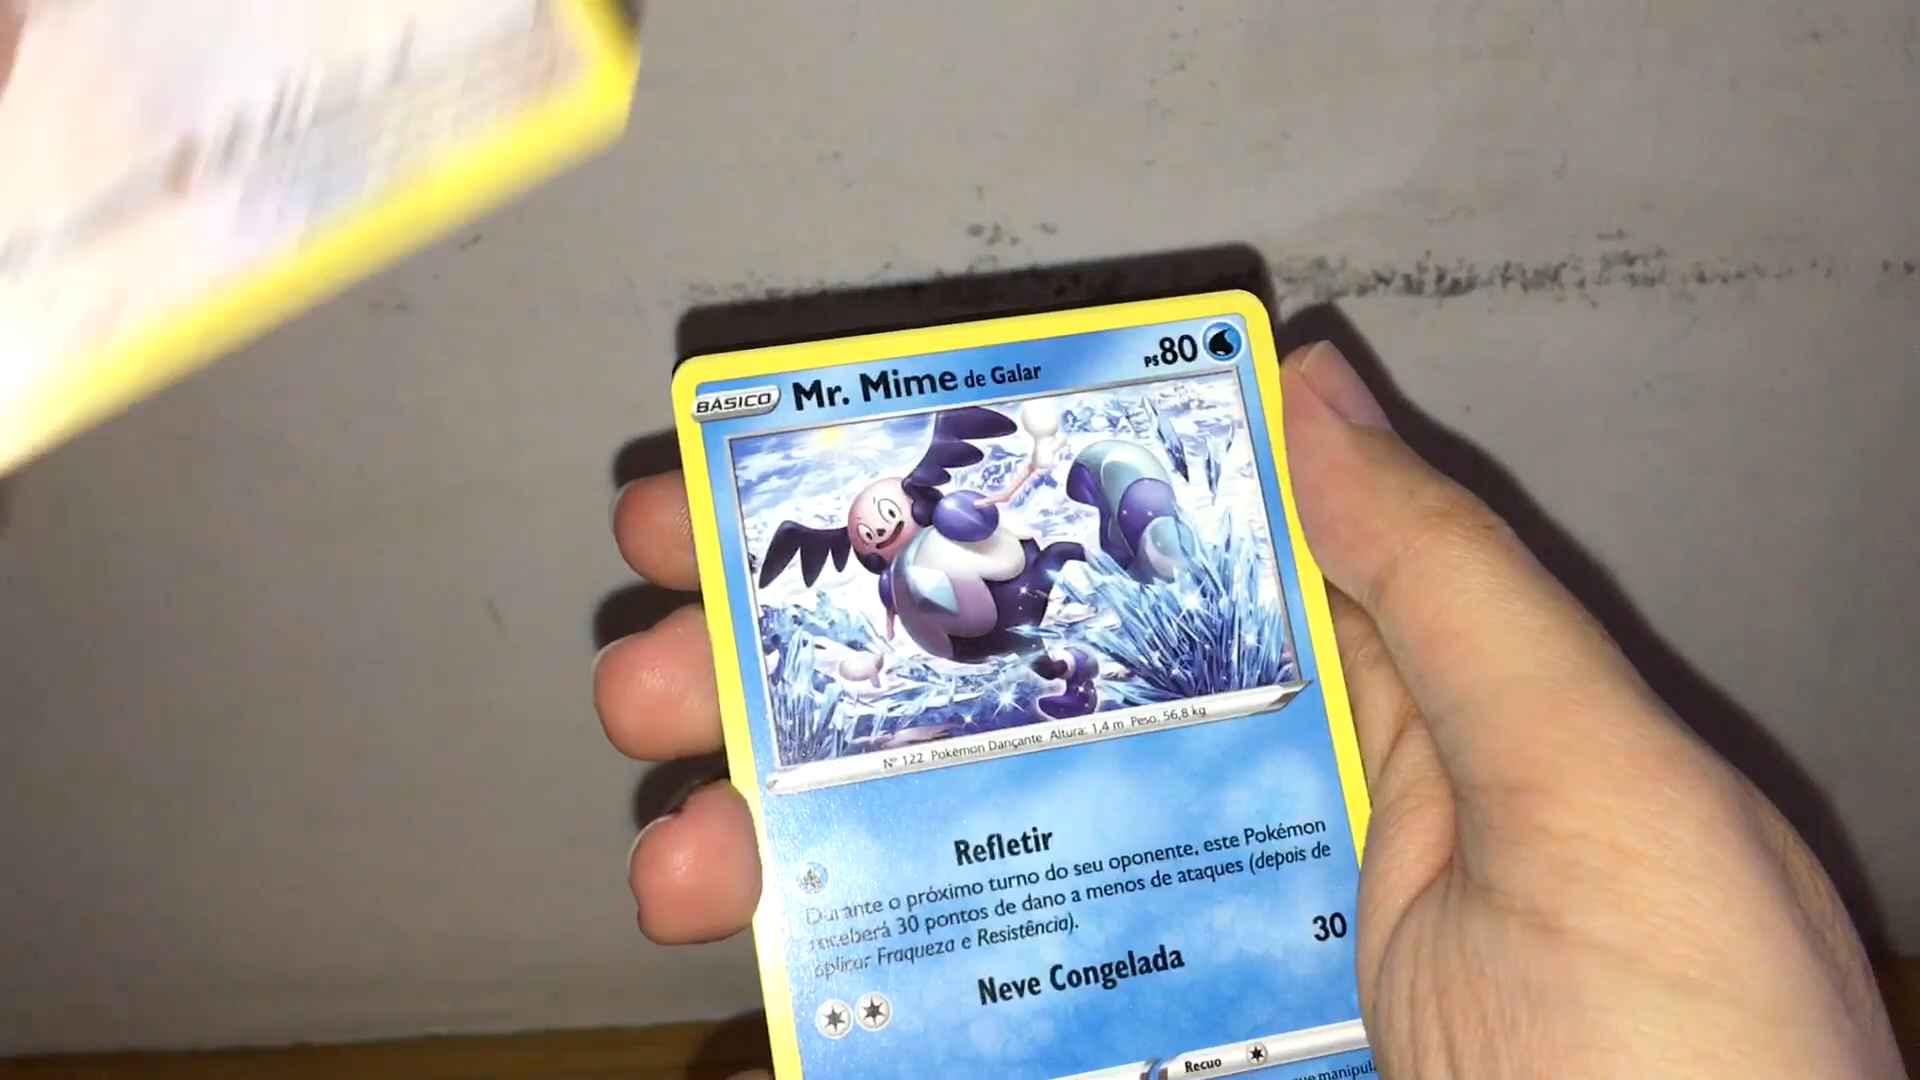 BÁSICO Mr. Mime de Galar PS80
Nº 122 Pokémon Dançante Altura: 1,4 m Peso: 56,8 kg
Refletir
Durante o próximo turno do seu oponente, este Pokémon
receberá 30 pontos de dano a menos de ataques (depois de
aplicar Fraqueza e Resistência).
Neve Congelada 30
Recuo
que manipul